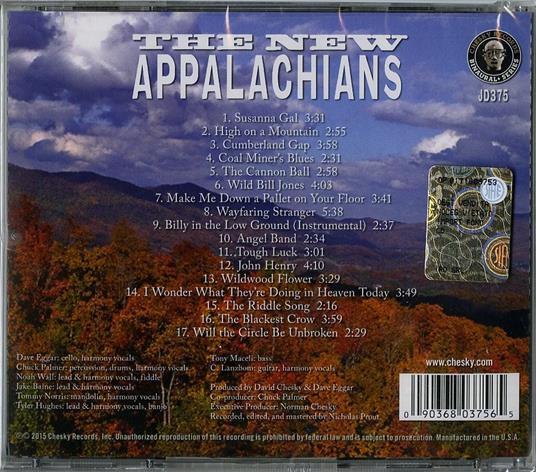 THE NEW
APPALACHIANS
CHESKY RECORDS
BINAURAL+ SERIES
JD375
1. Susanna Gal 3:31
2. High on a Mountain 2:55
3. Cumberland Gap 3:58
4. Coal Miner's Blues 2:31
5. The Cannon Ball 2:58
6. Wild Bill Jones 4:03
7. Make Me Down a Pallet on Your Floor 3:41
8. Wayfaring Stranger 5:38
9. Billy in the Low Ground (Instrumental) 2:37
10. Angel Band 2:34
11. Tough Luck 3:01
12. John Henry 4:10
13. Wildwood Flower 3:29
14. I Wonder What They're Doing in Heaven Today 3:49
15. The Riddle Song 2:16
16. The Blackest Crow 3:59
17. Will the Circle Be Unbroken 2:29
Dave Eggar: cello, harmony vocals
Chuck Palmer: percussion, drums, harmony vocals
Noah Wall: lead & harmony vocals, fiddle
Jake Baine: lead & harmony vocals
Tommy Norris: mandolin, harmony vocals
Tyler Hughes: lead & harmony vocals, banjo
Tony Maceli: bass
C. Lanzbom: guitar, harmony vocals
Produced by David Chesky & Dave Eggar
Co-producer: Chuck Palmer
Executive Producer: Norman Chesky
Recorded, edited, and mastered by Nicholas Prout
www.chesky.com
0 90368 03756 5
© 2015 Chesky Records, Inc. Unauthorized reproduction of this recording is prohibited by federal law and is subject to prosecution. Manufactured in the U.S.A.